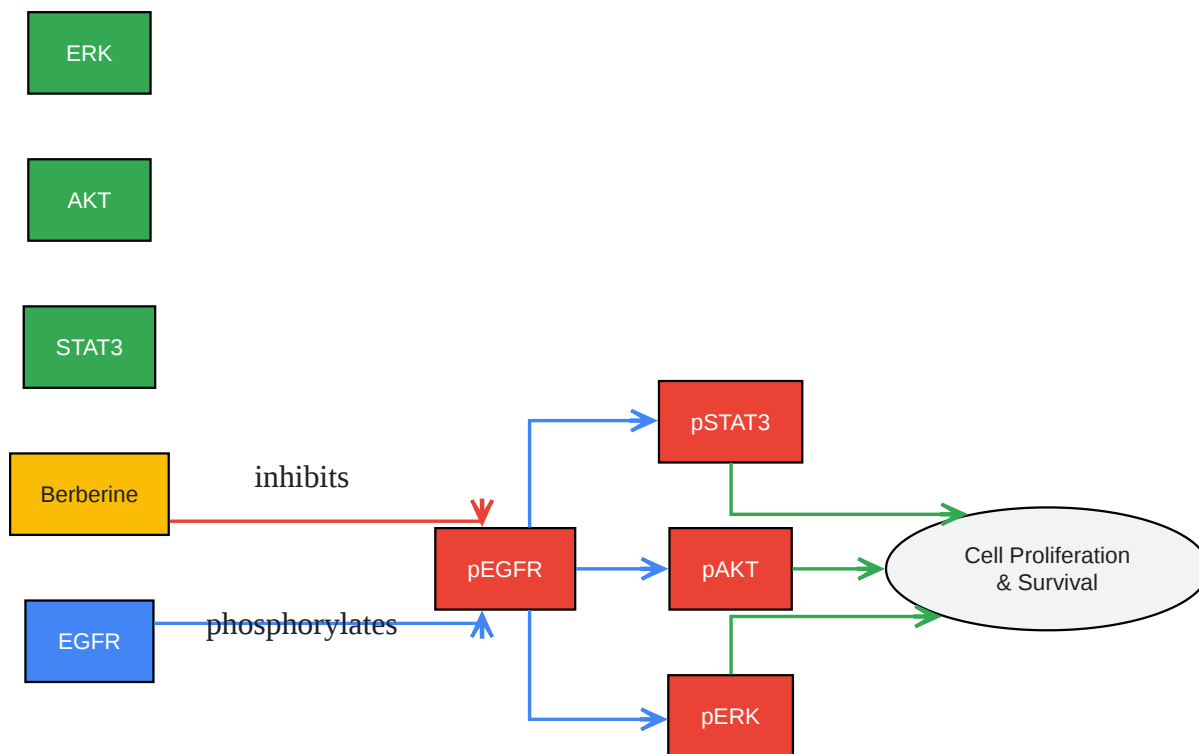 ERK
AKT
STAT3
pSTAT3
Berberine
inhibits
pEGFR
pAKT
Cell Proliferation
& Survival
EGFR
phosphorylates
pERK